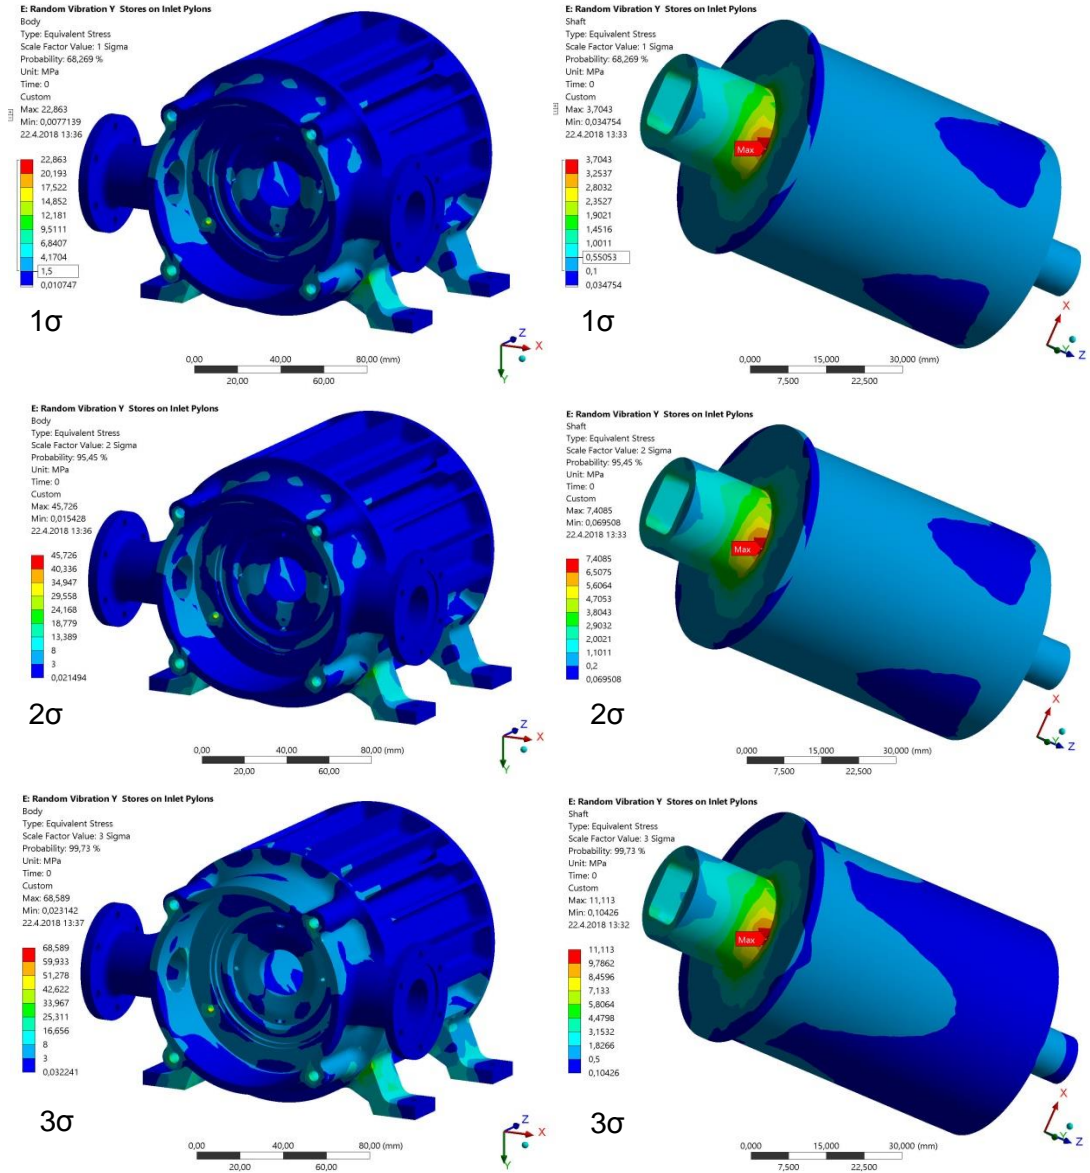 E: Random Vibration Y Stores on Inlet Pylons
Body
Type: Equivalent Stress
Scale Factor Value: 1 Sigma
Probability: 68,269 %
Unit: MPa
Time: 0
Custom
Max: 22,863
Min: 0,0077139
22.4.2018 13:36
22,863
20,193
17,522
14,852
12,181
9,5111
6,8407
4,1704
1,5
0,010747
1σ
Z
X
Y
0,00
40,00
80,00 (mm)
20,00
60,00
E: Random Vibration Y Stores on Inlet Pylons
Shaft
Type: Equivalent Stress
Scale Factor Value: 1 Sigma
Probability: 68,269 %
Unit: MPa
Time: 0
Custom
Max: 3,7043
Min: 0,034754
22.4.2018 13:33
3,7043
3,2537
2,8032
2,3527
1,9021
1,4516
1,0011
0,55053
0,1
0,034754
Max
1σ
X
Y
Z
0,000
15,000
30,000 (mm)
7,500
22,500
E: Random Vibration Y Stores on Inlet Pylons
Body
Type: Equivalent Stress
Scale Factor Value: 2 Sigma
Probability: 95,45 %
Unit: MPa
Time: 0
Custom
Max: 45,726
Min: 0,015428
22.4.2018 13:36
45,726
40,336
34,947
29,558
24,168
18,779
13,389
8
3
0,021494
2σ
Z
X
Y
0,00
40,00
80,00 (mm)
20,00
60,00
E: Random Vibration Y Stores on Inlet Pylons
Shaft
Type: Equivalent Stress
Scale Factor Value: 2 Sigma
Probability: 95,45 %
Unit: MPa
Time: 0
Custom
Max: 7,4085
Min: 0,069508
22.4.2018 13:33
7,4085
6,5075
5,6064
4,7053
3,8043
2,9032
2,0021
1,1011
0,2
0,069508
Max
2σ
X
Y
Z
0,000
15,000
30,000 (mm)
7,500
22,500
E: Random Vibration Y Stores on Inlet Pylons
Body
Type: Equivalent Stress
Scale Factor Value: 3 Sigma
Probability: 99,73 %
Unit: MPa
Time: 0
Custom
Max: 68,589
Min: 0,023142
22.4.2018 13:37
68,589
59,933
51,278
42,622
33,967
25,311
16,656
8
3
0,032241
3σ
Z
X
Y
0,00
40,00
80,00 (mm)
20,00
60,00
E: Random Vibration Y Stores on Inlet Pylons
Shaft
Type: Equivalent Stress
Scale Factor Value: 3 Sigma
Probability: 99,73 %
Unit: MPa
Time: 0
Custom
Max: 11,113
Min: 0,10426
22.4.2018 13:32
11,113
9,7862
8,4596
7,133
5,8064
4,4798
3,1532
1,8266
0,5
0,10426
Max
3σ
X
Y
Z
0,000
15,000
30,000 (mm)
7,500
22,500